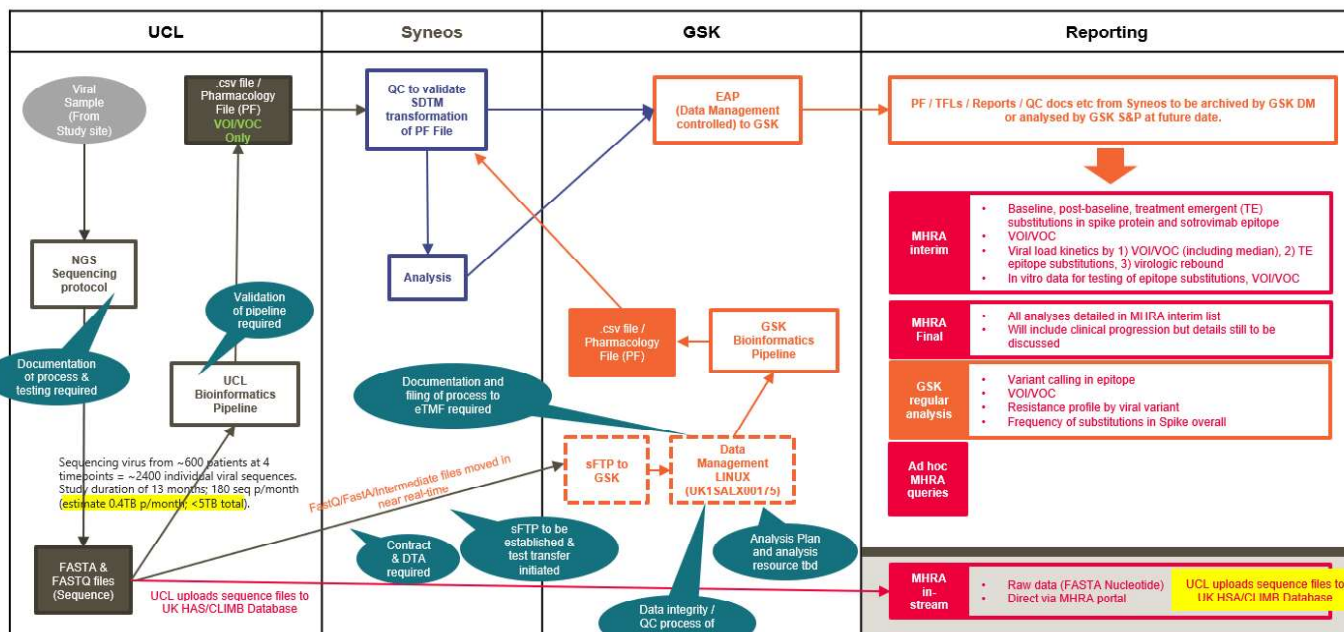 UCL
Syneos
GSK
Reporting
Viral
Sample
(From
Study site)
.csv file /
Pharmacology
File (PF)
VOI/VOC
Only
QC to validate
SDTM
transformation
of PF File
EAP
(Data Management
controlled) to GSK
PF / TFLs / Reports / QC docs etc from Syneos to be archived by GSK DM
or analysed by GSK S&P at future date.
NGS
Sequencing
protocol
Analysis
MHRA
interim
• Baseline, post-baseline, treatment emergent (TE)
substitutions in spike protein and sotrovimab epitope
• VOI/VOC
• Viral load kinetics by 1) VOI/VOC (including median), 2) TE
epitope substitutions, 3) virologic rebound
• In vitro data for testing of epitope substitutions, VOI/VOC
Validation
of pipeline
required
.csv file /
Pharmacology
File (PF)
GSK
Bioinformatics
Pipeline
MHRA
Final
• All analyses detailed in MHRA interim list
• Will include clinical progression but details still to be
discussed
Documentation
of process &
testing required
UCL
Bioinformatics
Pipeline
Documentation and
filing of process to
eTMF required
GSK
regular
analysis
• Variant calling in epitope
• VOI/VOC
• Resistance profile by viral variant
• Frequency of substitutions in Spike overall
Sequencing virus from ~600 patients at 4
timepoints = ~2400 individual viral sequences.
Study duration of 13 months; 180 seq p/month
(estimate 0.4TB p/month; <5TB total).
FastQ/FastA/Intermediate files moved in
near real-time
sFTP to
GSK
Data
Management
LINUX
(UK1SALX00175)
Ad hoc
MHRA
queries
Contract
& DTA
required
sFTP to be
established &
test transfer
initiated
Analysis Plan
and analysis
resource tbd
FASTA &
FASTQ files
(Sequence)
UCL uploads sequence files to
UK HAS/CLIMB Database
Data integrity /
QC process of
MHRA
in-
stream
• Raw data (FASTA Nucleotide)
• Direct via MHRA portal
UCL uploads sequence files to
UK HSA/CLIMB Database